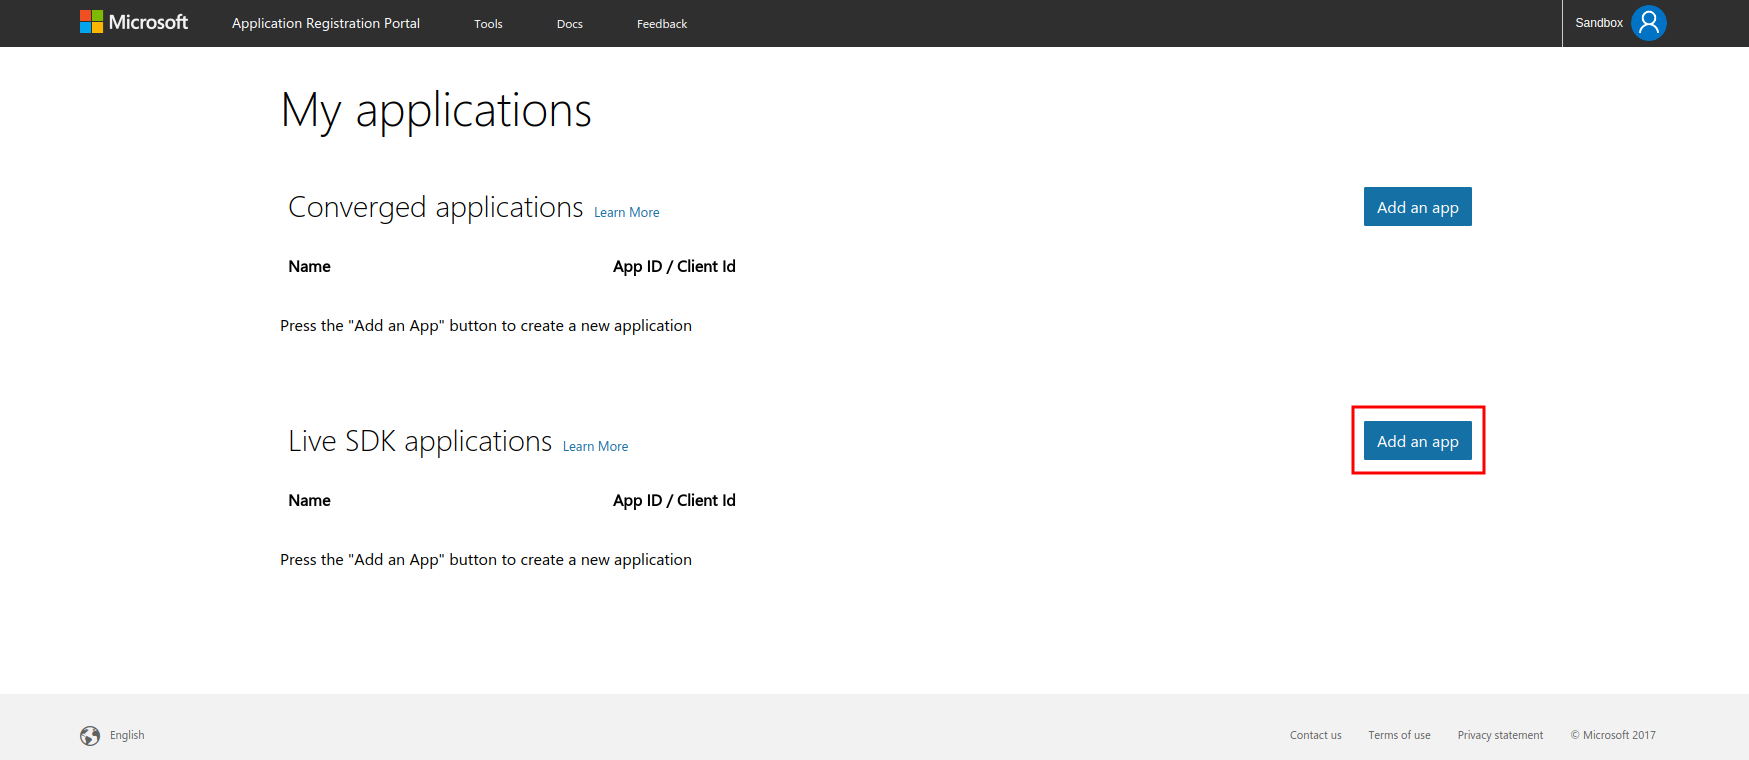 Microsoft Application Registration Portal Tools Docs Feedback Sandbox
My applications
Converged applications Learn More Add an app
Name App ID / Client Id
Press the "Add an App" button to create a new application
Live SDK applications Learn More Add an app
Name App ID / Client Id
Press the "Add an App" button to create a new application
English Contact us Terms of use Privacy statement © Microsoft 2017